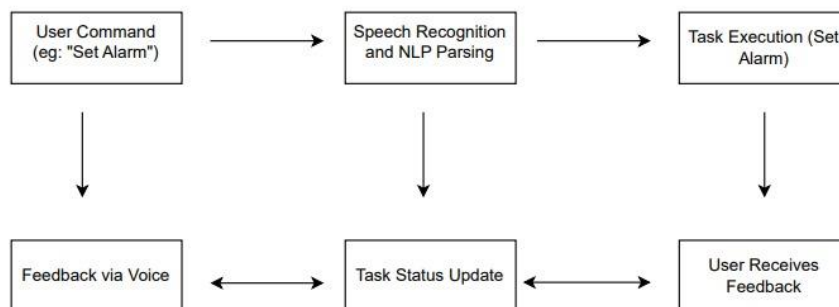 User Command
(eg: "Set Alarm")
Speech Recognition
and NLP Parsing
Task Execution (Set
Alarm)
Feedback via Voice
Task Status Update
User Receives
Feedback